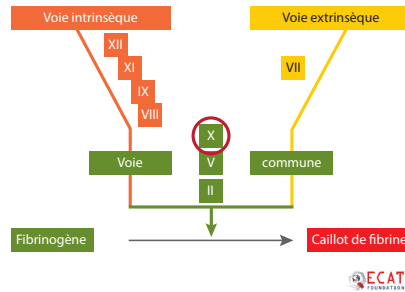 Voie intrinsèque
Voie extrinsèque
XII
XI
IX
VIII
VII
X
Voie
V
commune
II
Fibrinogène
Caillot de fibrine
ECAT
FOUNDATION